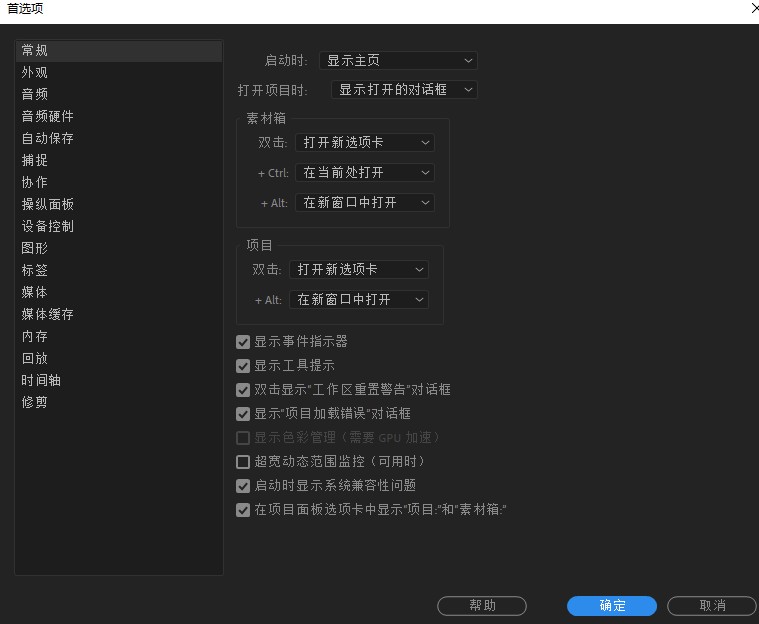 首选项
常规
外观
音频
音频硬件
自动保存
捕捉
协作
操纵面板
设备控制
图形
标签
媒体
媒体缓存
内存
回放
时间轴
修剪
启动时: 显示主页
打开项目时: 显示打开的对话框
素材箱
双击: 打开新选项卡
+ Ctrl: 在当前处打开
+ Alt: 在新窗口中打开
项目
双击: 打开新选项卡
+ Alt: 在新窗口中打开
显示事件指示器
显示工具提示
双击显示"工作区重置警告"对话框
显示"项目加载错误"对话框
显示色彩管理（需要 GPU 加速）
超宽动态范围监控（可用时）
启动时显示系统兼容性问题
在项目面板选项卡中显示"项目:"和"素材箱:"
帮助 确定 取消